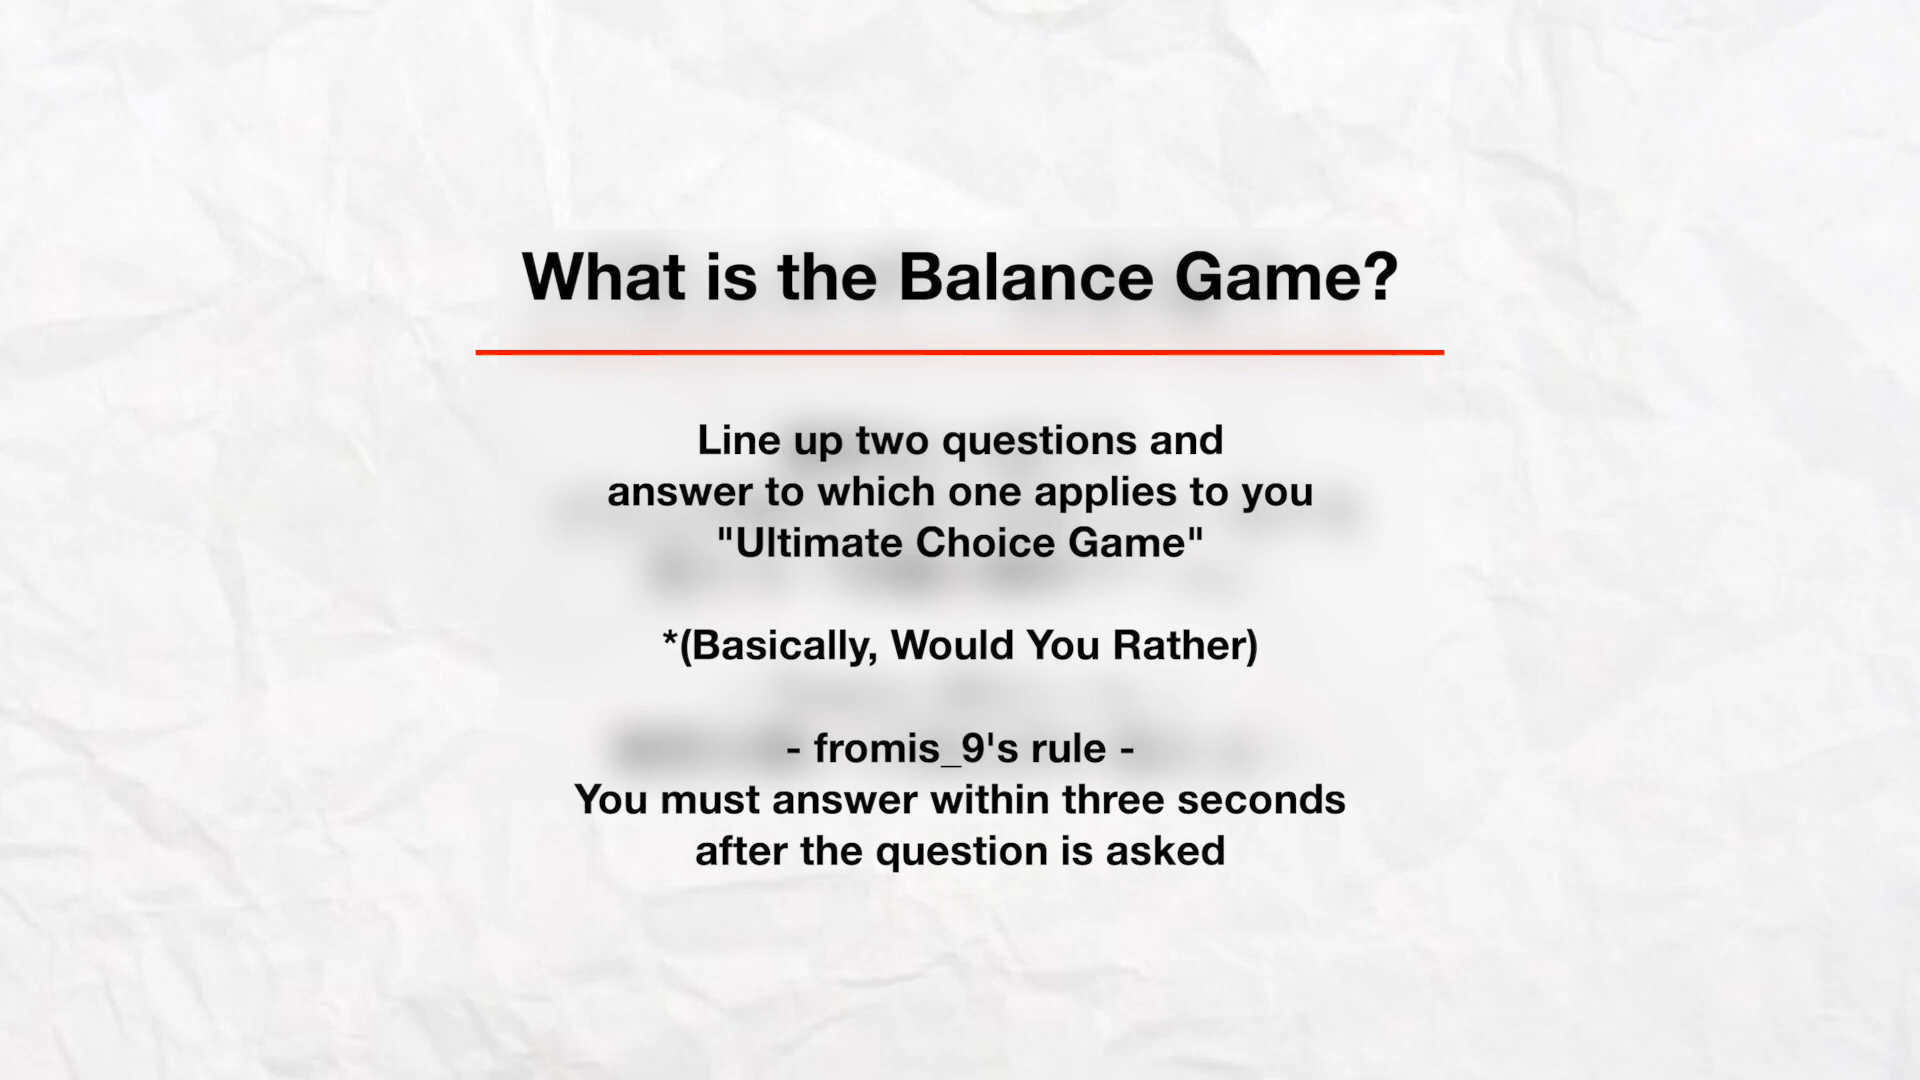 What is the Balance Game?
Line up two questions and
answer to which one applies to you
"Ultimate Choice Game"
*(Basically, Would You Rather)
- fromis_9's rule -
You must answer within three seconds
after the question is asked